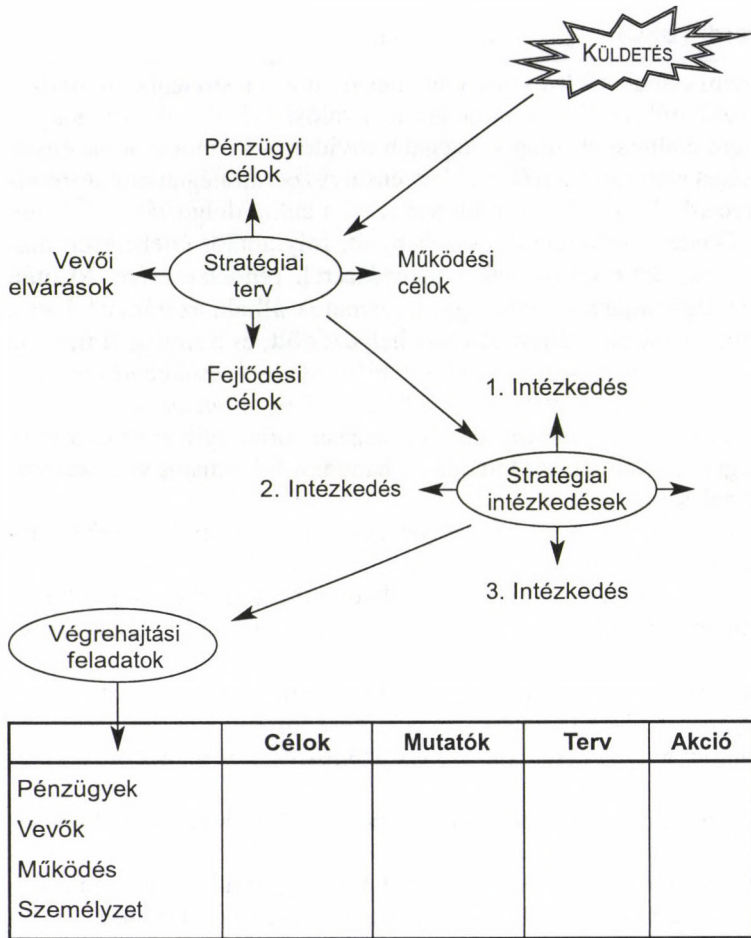 KÜLDETÉS
Pénzügyi
célok
Vevői
elvárások
Stratégiai
terv
Működési
célok
Fejlődési
célok
1. Intézkedés
2. Intézkedés
Stratégiai
intézkedések
3. Intézkedés
Végrehajtási
feladatok
Célok Mutatók Terv Akció
Pénzügyek
Vevők
Működés
Személyzet